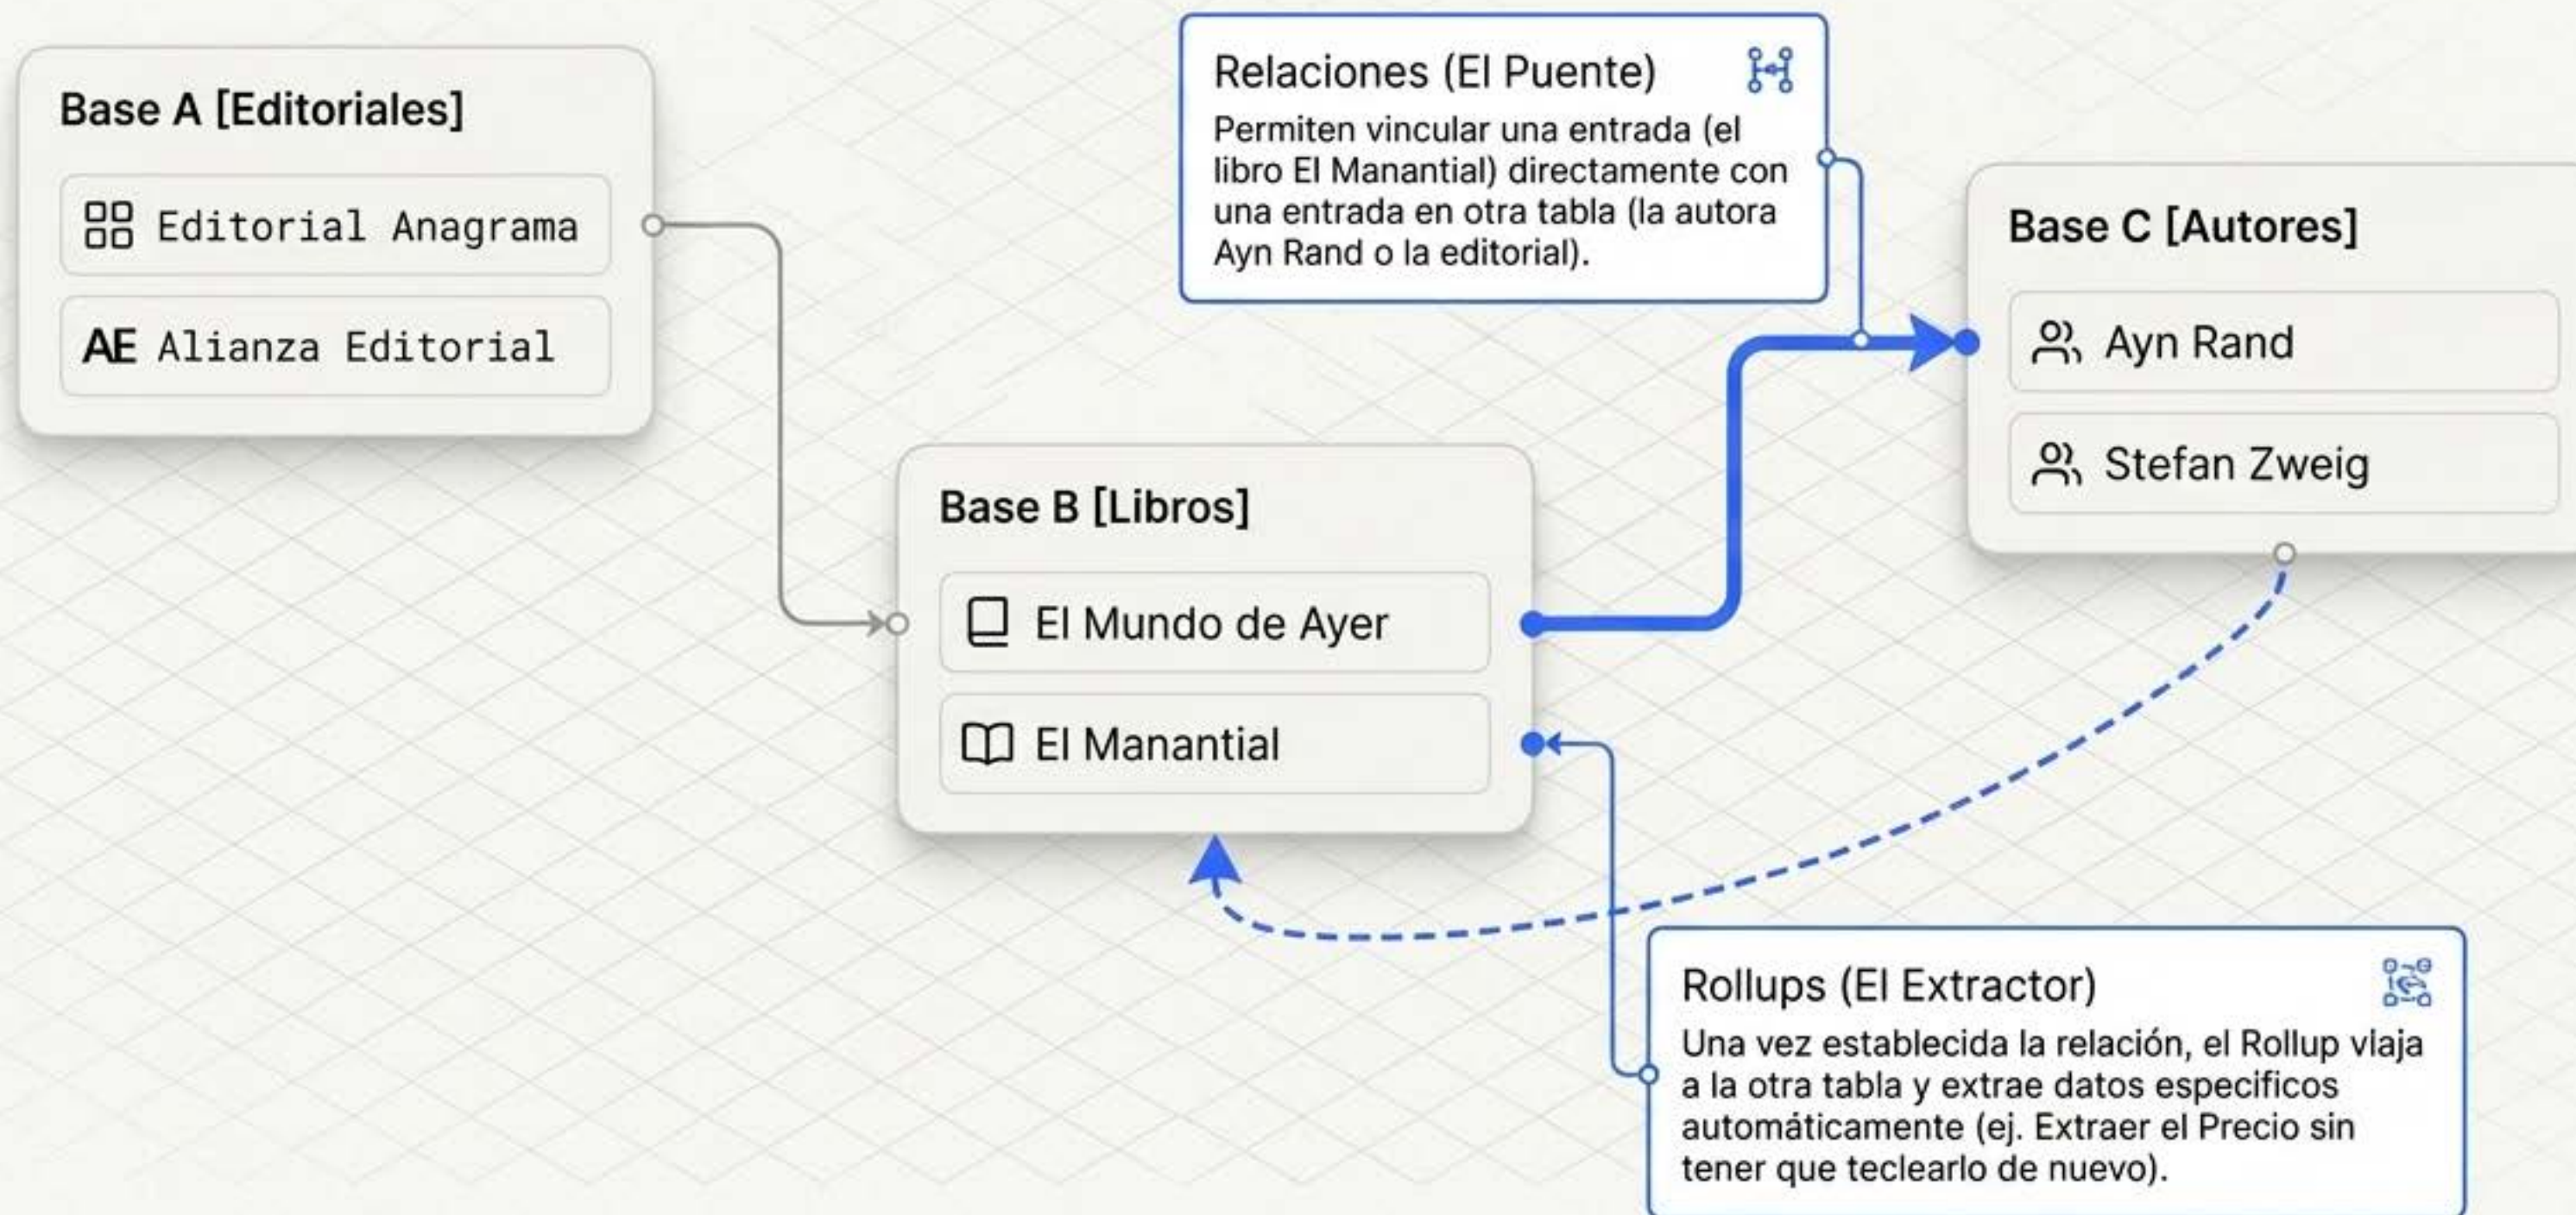 Base A [Editoriales]
Editorial Anagrama
AE Alianza Editorial
Relaciones (El Puente)
Permiten vincular una entrada (el
libro El Manantial) directamente con
una entrada en otra tabla (la autora
Ayn Rand o la editorial).
Base C [Autores]
Ayn Rand
Stefan Zweig
Base B [Libros]
El Mundo de Ayer
El Manantial
Rollups (El Extractor)
Una vez establecida la relación, el Rollup vlaja
a la otra tabla y extrae datos especificos
automáticamente (ej. Extraer el Precio sin
tener que teclearlo de nuevo).